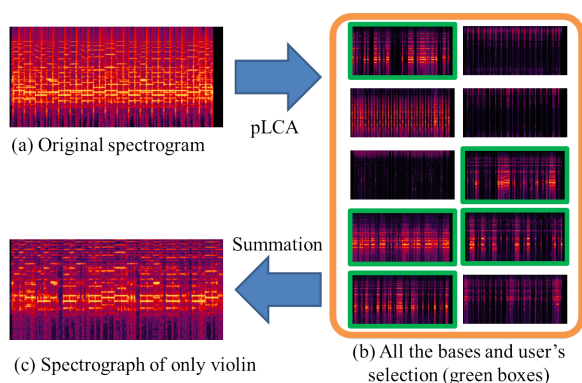 (a) Original spectrogram
pLCA
Summation
(c) Spectrograph of only violin
(b) All the bases and user's
selection (green boxes)